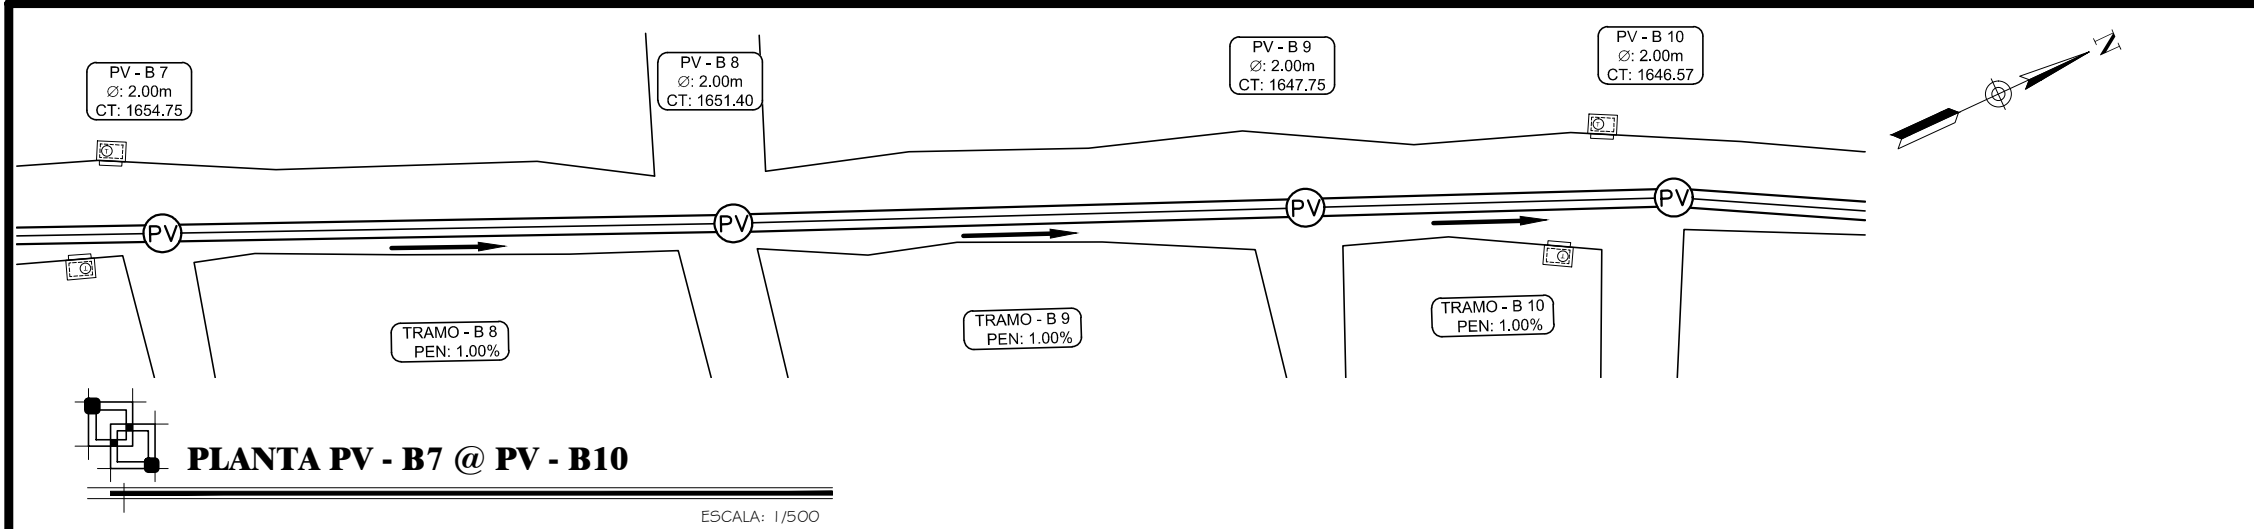 PV - B 7
Ø: 2.00m
CT: 1654.75
PV - B 8
Ø: 2.00m
CT: 1651.40
PV - B 9
Ø: 2.00m
CT: 1647.75
PV - B 10
Ø: 2.00m
CT: 1646.57
N
T
T
PV
PV
PV
PV
T
T
TRAMO - B 8
PEN: 1.00%
TRAMO - B 9
PEN: 1.00%
TRAMO - B 10
PEN: 1.00%
PLANTA PV - B7 @ PV - B10
ESCALA: 1/500